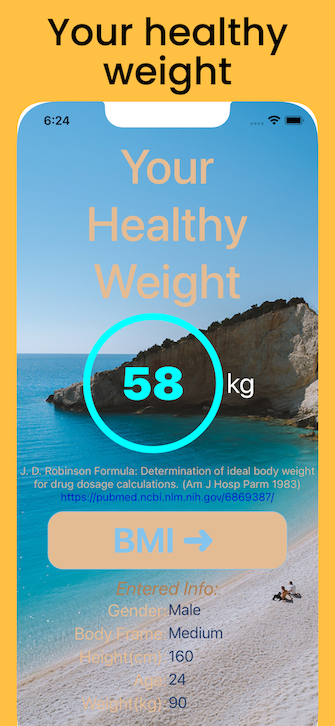 Your healthy
weight
6:24
Your
Healthy
Weight
58 kg
J. D. Robinson Formula: Determination of ideal body weight
for drug dosage calculations. (Am J Hosp Parm 1983)
https://pubmed.ncbi.nlm.nih.gov/6869387/
BMI ➔
Entered Info:
Gender: Male
Body Frame: Medium
Height(cm): 160
Age: 24
Weight(kg): 90